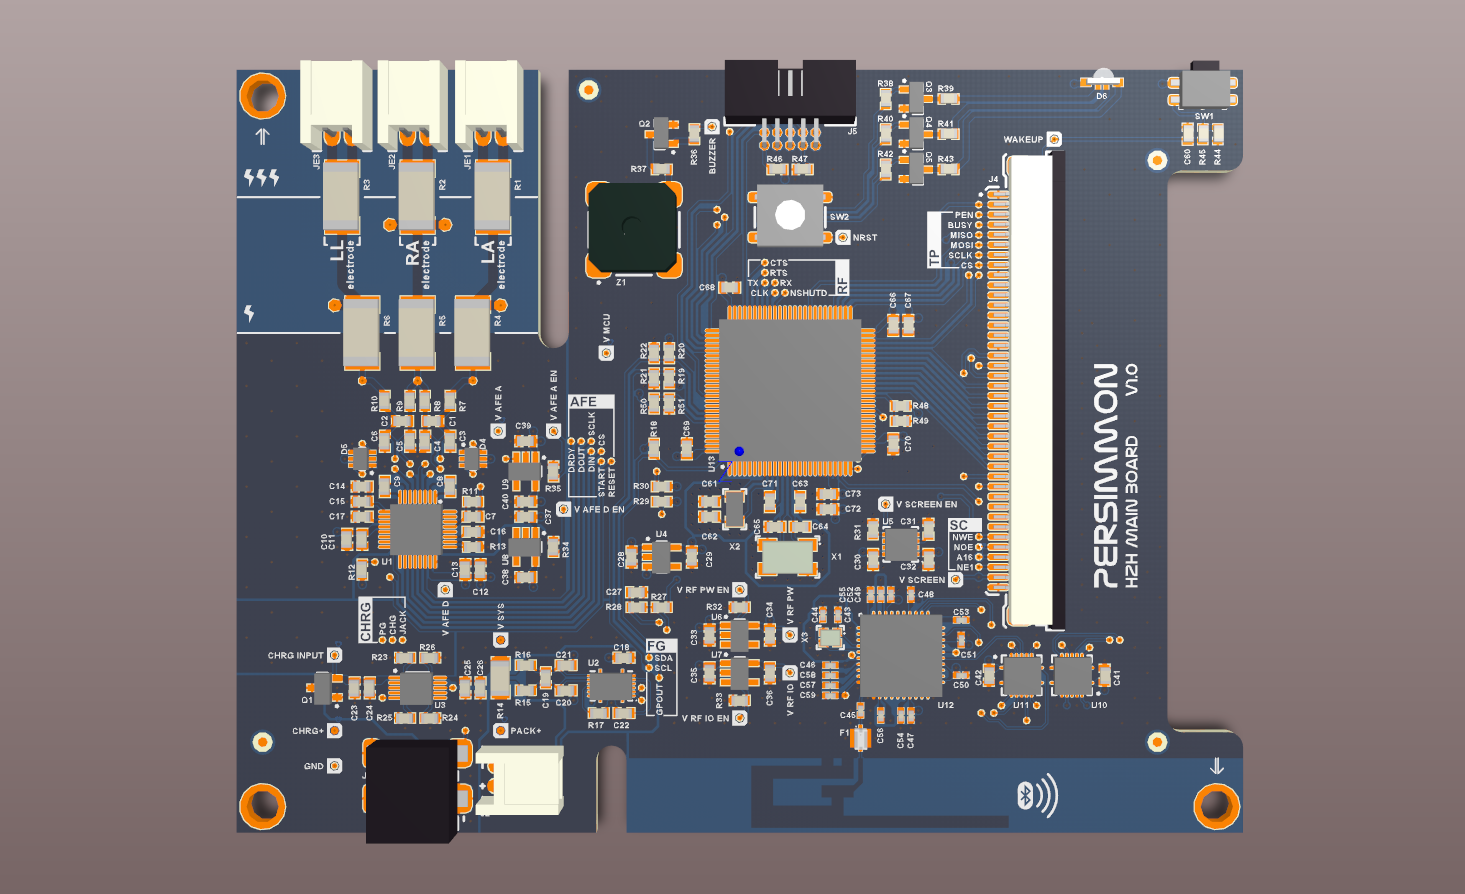 JE3
JE2
JE1
R3
R2
R1
LL
electrode
RA
electrode
LA
electrode
R6
R5
R4
Q2
R36
BUZZER
R37
Z1
J5
R46
R47
SW2
NRST
R38
Q3
R39
R40
Q4
R41
R42
Q5
R43
D6
SW1
C60
R45
R44
WAKEUP
J4
TP
PEN
BUSY
MISO
MOSI
SCLK
CS
CTS
RTS
TX
RX
CLK
NSHUTD
RF
C68
C66
C67
V MCU
R22
R20
R21
R19
R50
R51
R18
C69
U13
R48
R49
C70
PERSIMMON
H2H MAIN BOARD
V1.0
R10
R9
R8
R7
C2
C1
C6
C5
C4
C3
D5
D4
C9
C8
C14
C15
C17
C10
C11
R12
U1
R11
C7
C16
R13
C13
C12
V AFE A
V AFE A EN
C39
U9
R35
C40
C37
U8
R34
C38
V AFE D EN
V AFE D
AFE
DRDY
DOUT
DIN
SCLK
START
CS
RESET
R30
R29
C61
C62
X2
C71
C63
C73
C72
C65
C64
X1
U4
C28
C29
C27
R28
R27
V SCREEN EN
R31
U5
C31
C30
C32
V SCREEN
SC
NWE
NOE
A16
NE1
V RF PW EN
R32
C34
U6
C33
U7
C35
C36
R33
V RF IO EN
V RF PW
V RF IO
X3
C44
C43
C55
C52
C49
C48
C53
C51
C50
C46
C58
C57
C59
U12
C45
F1
C56
C54
C47
C42
U11
U10
C41
CHRG
PG
CHG
JACK
CHRG INPUT
R23
R26
D1
C23
C24
U3
R25
R24
C25
C26
V SYS
R14
R16
R15
C21
C19
C20
U2
C18
R17
C22
FG
SDA
SCL
GPOUT
CHRG+
PACK+
GND
+